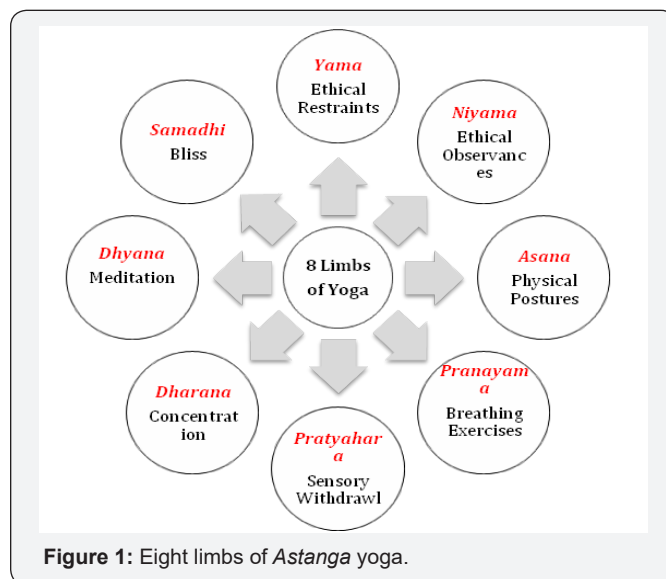 Yama
Ethical
Restraints
Niyama
Ethical
Observanc
es
Asana
Physical
Postures
Pranayam
a
Breathing
Exercises
Pratyahar
a
Sensory
Withdrawl
Dharana
Concentrat
ion
Dhyana
Meditation
Samadhi
Bliss
8 Limbs
of Yoga
Figure 1: Eight limbs of Astanga yoga.